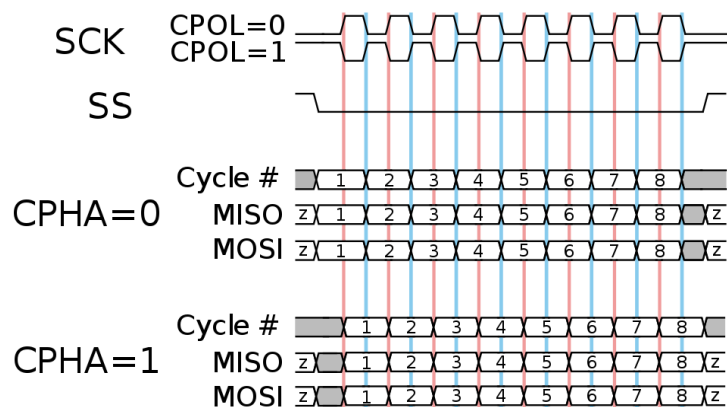 SCK CPOL=0
CPOL=1
SS
Cycle # 1 2 3 4 5 6 7 8
CPHA=0 MISO z 1 2 3 4 5 6 7 8 z
MOSI z 1 2 3 4 5 6 7 8 z
Cycle # 1 2 3 4 5 6 7 8
CPHA=1 MISO z 1 2 3 4 5 6 7 8 z
MOSI z 1 2 3 4 5 6 7 8 z